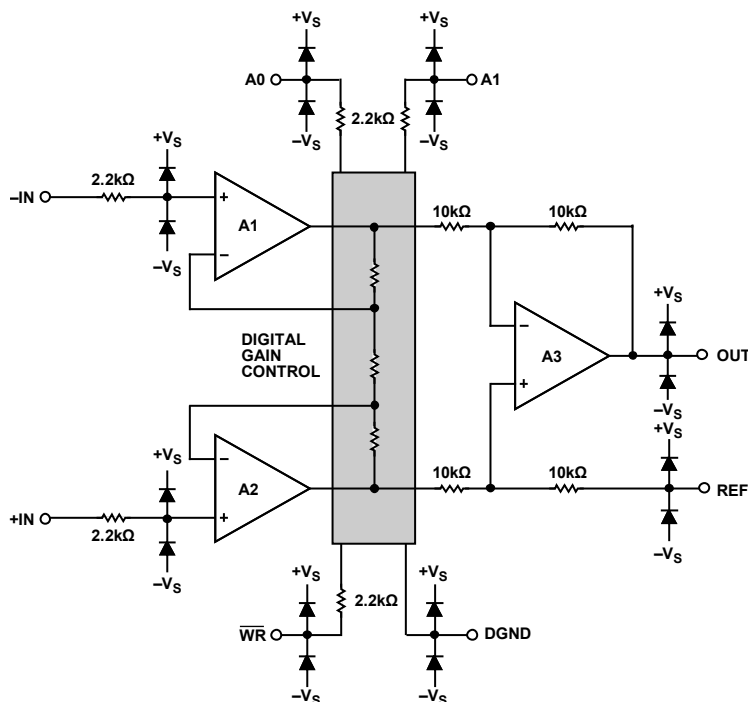 +VS +VS
A0 A1
2.2kΩ
–VS –VS
+VS
2.2kΩ
–IN
+
A1
–
–VS
10kΩ 10kΩ
+VS
–
A3
+
OUT
–VS
DIGITAL
GAIN
CONTROL
+VS
–
A2
+
+IN
2.2kΩ
–VS
10kΩ 10kΩ
+VS
REF
–VS
+VS +VS
2.2kΩ
WR DGND
–VS –VS